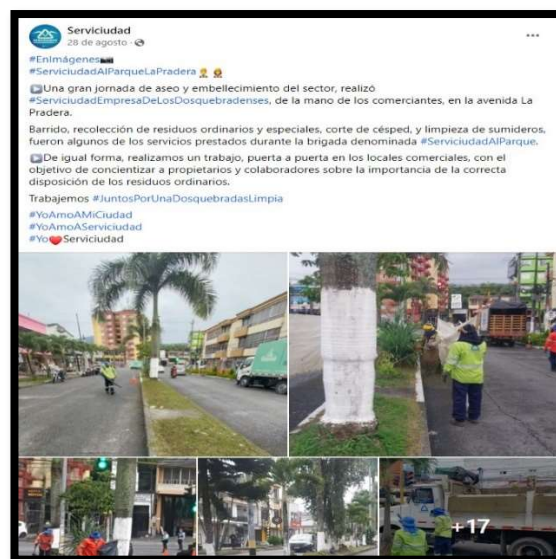 Serviciudad
28 de agosto ·
#EnImágenes
#ServiciudadAlParqueLaPradera
Una gran jornada de aseo y embellecimiento del sector, realizó
#ServiciudadEmpresaDeLosDosquebradenses, de la mano de los comerciantes, en la avenida La
Pradera.
Barrido, recolección de residuos ordinarios y especiales, corte de césped, y limpieza de sumideros,
fueron algunos de los servicios prestados durante la brigada denominada #ServiciudadAlParque.
De igual forma, realizamos un trabajo, puerta a puerta en los locales comerciales, con el
objetivo de concientizar a propietarios y colaboradores sobre la importancia de la correcta
disposición de los residuos ordinarios.
Trabajemos #JuntosPorUnaDosquebradasLimpia
#YoAmoAMiCiudad
#YoAmoAServiciudad
#Yo❤️Serviciudad
+17